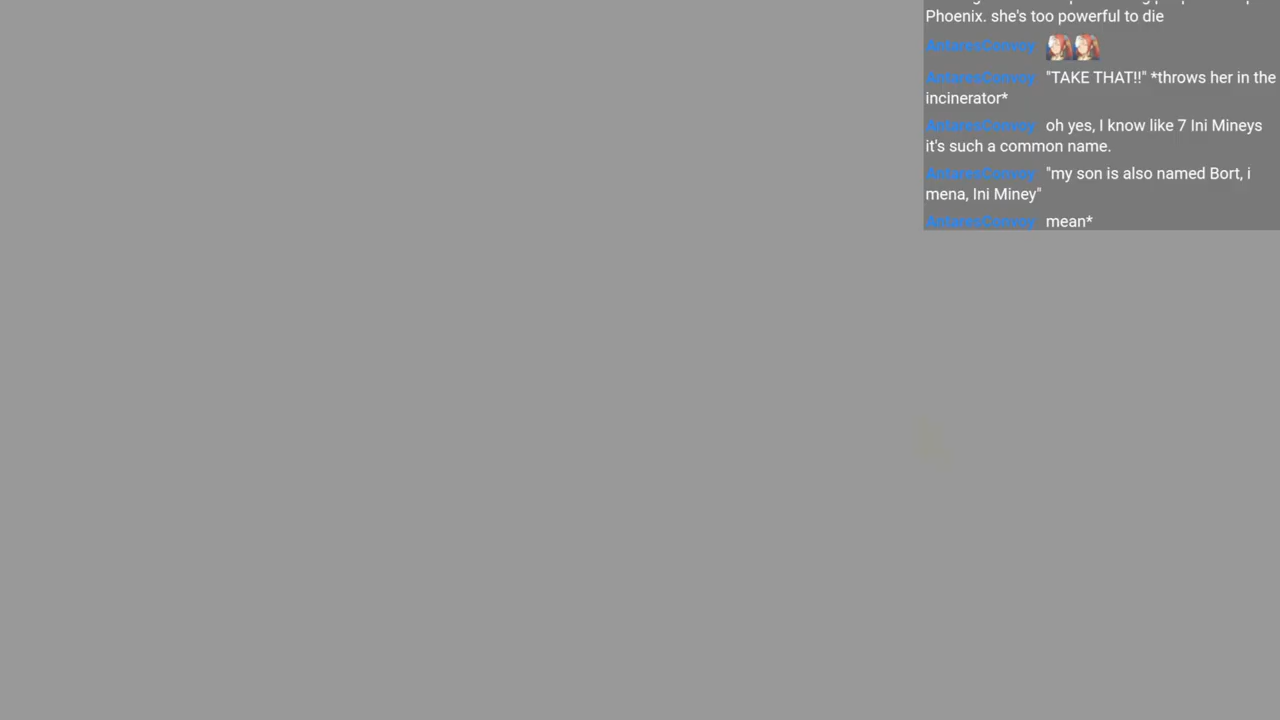 Phoenix. she's too powerful to die
AntaresConvoy
AntaresConvoy "TAKE THAT!!" *throws her in the
incinerator*
AntaresConvoy oh yes, I know like 7 Ini Mineys
it's such a common name.
AntaresConvoy "my son is also named Bort, i
mena, Ini Miney"
AntaresConvoy mean*